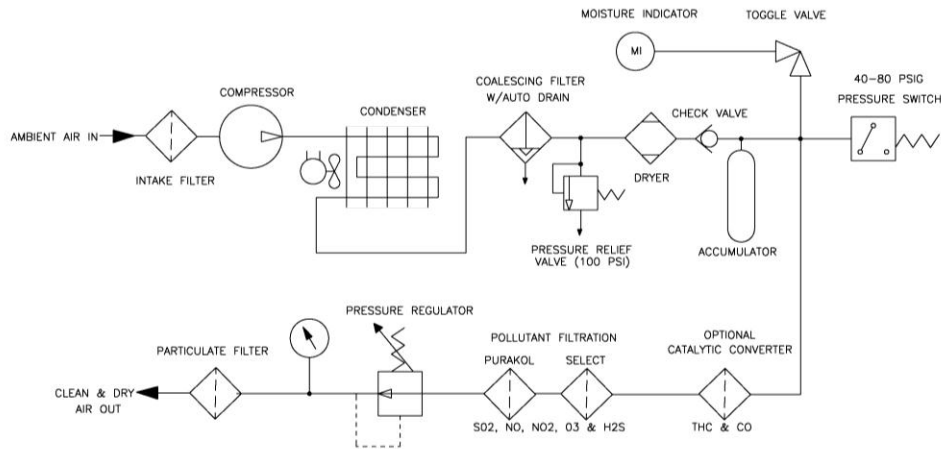 MOISTURE INDICATOR
TOGGLE VALVE
MI
COALESCING FILTER
W/AUTO DRAIN
40-80 PSIG
PRESSURE SWITCH
COMPRESSOR
CONDENSER
CHECK VALVE
AMBIENT AIR IN
INTAKE FILTER
DRYER
PRESSURE RELIEF
VALVE (100 PSI)
ACCUMULATOR
PRESSURE REGULATOR
POLLUTANT FILTRATION
OPTIONAL
CATALYTIC CONVERTER
PARTICULATE FILTER
PURAKOL
SELECT
CLEAN & DRY
AIR OUT
SO2, NO, NO2, O3 & H2S
THC & CO